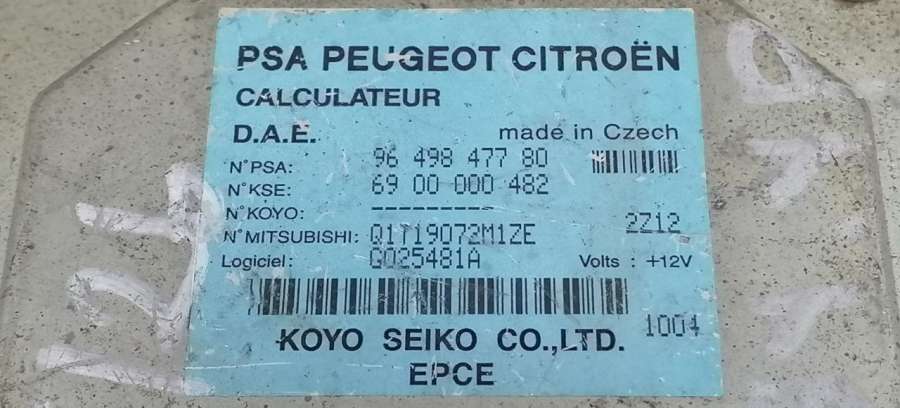 PSA PEUGEOT CITROËN
CALCULATEUR
D.A.E. made in Czech
N°PSA: 96 498 477 80
N°KSE: 69 00 000 482
N°KOYO: ---------
N°MITSUBISHI: Q1T19072M1ZE 2Z12
Logiciel: G025481A Volts : +12V
KOYO SEIKO CO.,LTD. 1004
EPCE